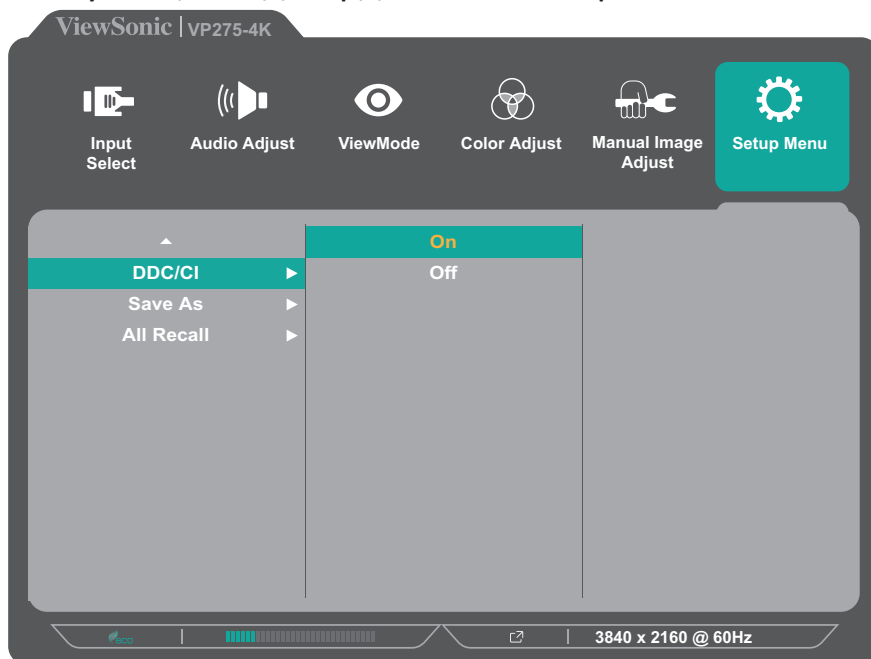 ViewSonic | VP275-4K
Input Select
Audio Adjust
ViewMode
Color Adjust
Manual Image Adjust
Setup Menu
DDC/CI
On
Off
Save As
All Recall
eco
3840 x 2160 @ 60Hz